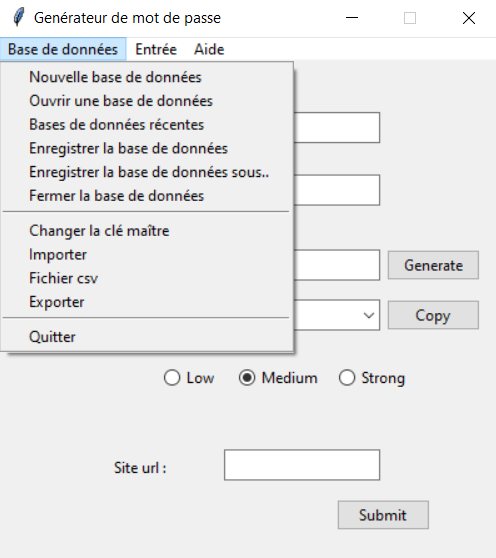 Genérateur de mot de passe
Base de données Entrée Aide
Nouvelle base de données
Ouvrir une base de données
Bases de données récentes
Enregistrer la base de données
Enregistrer la base de données sous..
Fermer la base de données
Changer la clé maître
Importer
Generate
Fichier csv
Exporter
Copy
Quitter
Low Medium Strong
Site url :
Submit